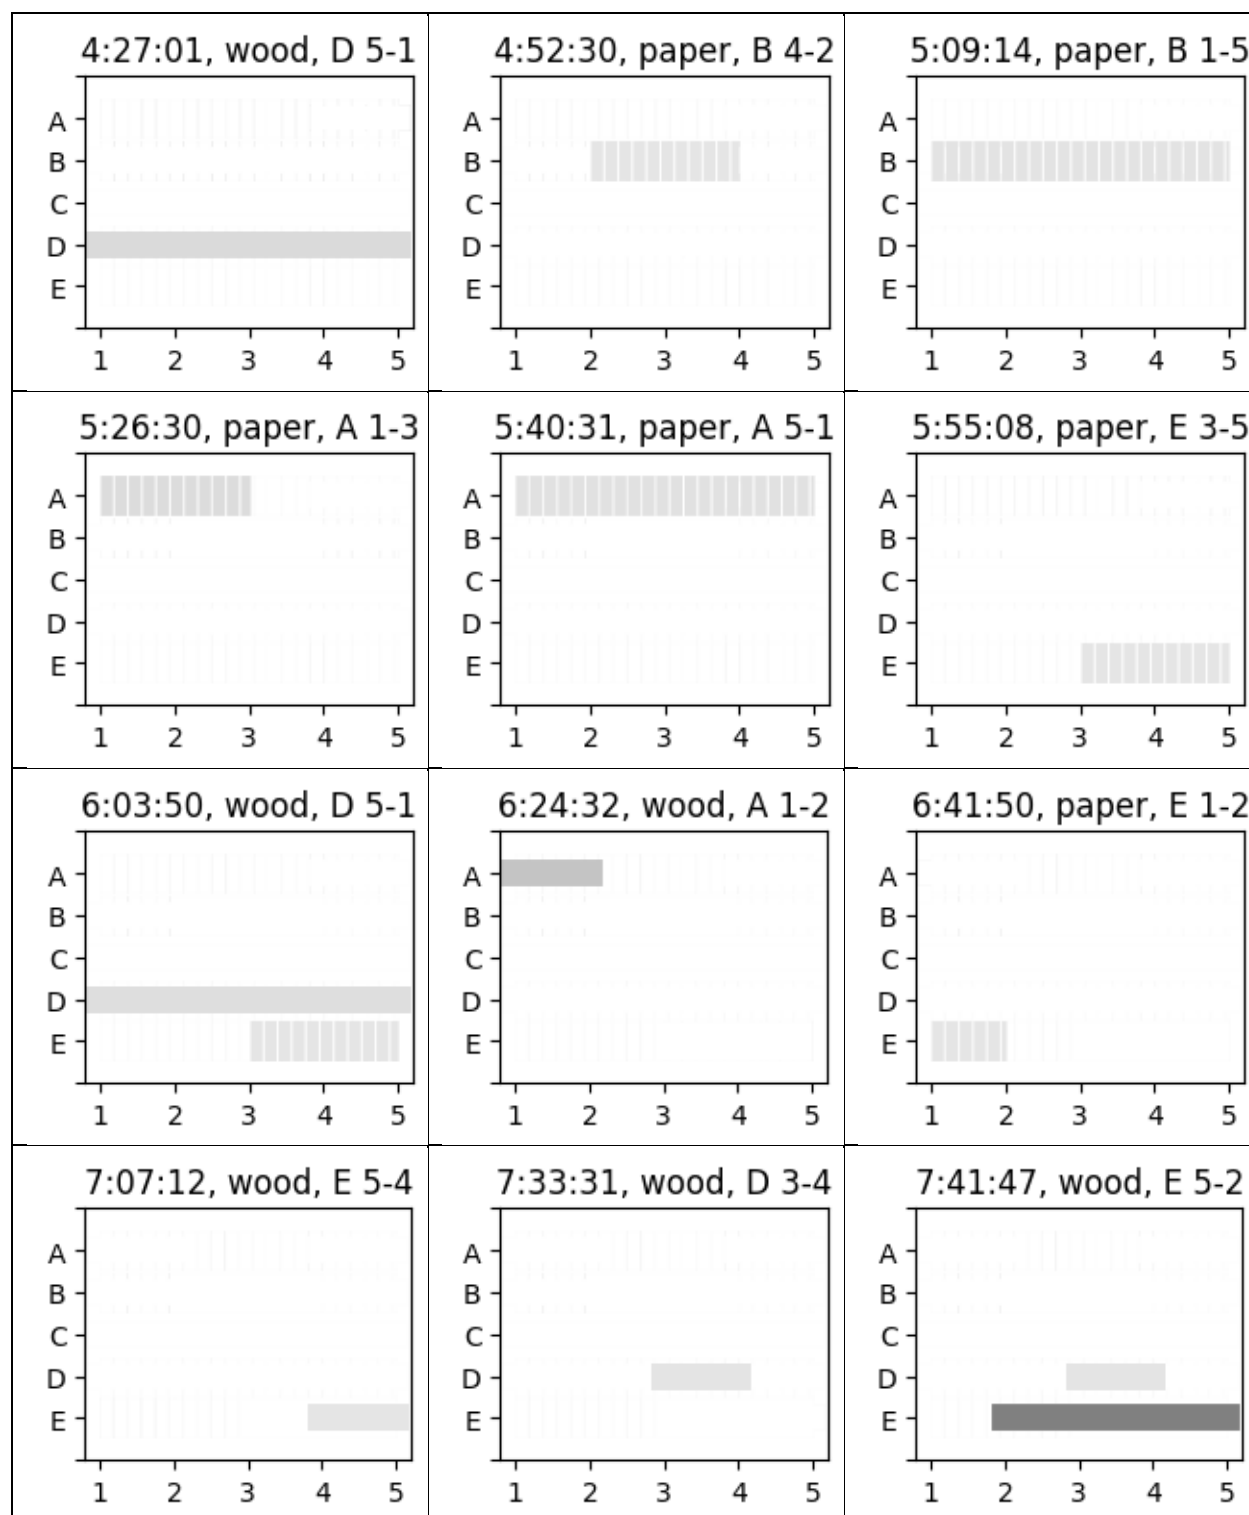 4:27:01, wood, D 5-1
A
B
C
D
E
1 2 3 4 5
4:52:30, paper, B 4-2
A
B
C
D
E
1 2 3 4 5
5:09:14, paper, B 1-5
A
B
C
D
E
1 2 3 4 5
5:26:30, paper, A 1-3
A
B
C
D
E
1 2 3 4 5
5:40:31, paper, A 5-1
A
B
C
D
E
1 2 3 4 5
5:55:08, paper, E 3-5
A
B
C
D
E
1 2 3 4 5
6:03:50, wood, D 5-1
A
B
C
D
E
1 2 3 4 5
6:24:32, wood, A 1-2
A
B
C
D
E
1 2 3 4 5
6:41:50, paper, E 1-2
A
B
C
D
E
1 2 3 4 5
7:07:12, wood, E 5-4
A
B
C
D
E
1 2 3 4 5
7:33:31, wood, D 3-4
A
B
C
D
E
1 2 3 4 5
7:41:47, wood, E 5-2
A
B
C
D
E
1 2 3 4 5